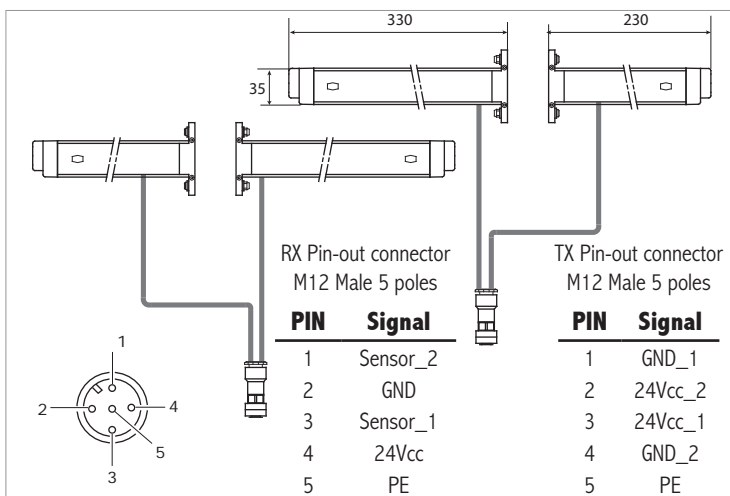 330
230
35
RX Pin-out connector
M12 Male 5 poles
PIN Signal
1 Sensor_2
2 GND
3 Sensor_1
4 24Vcc
5 PE
TX Pin-out connector
M12 Male 5 poles
PIN Signal
1 GND_1
2 24Vcc_2
3 24Vcc_1
4 GND_2
5 PE
1
2
4
5
3